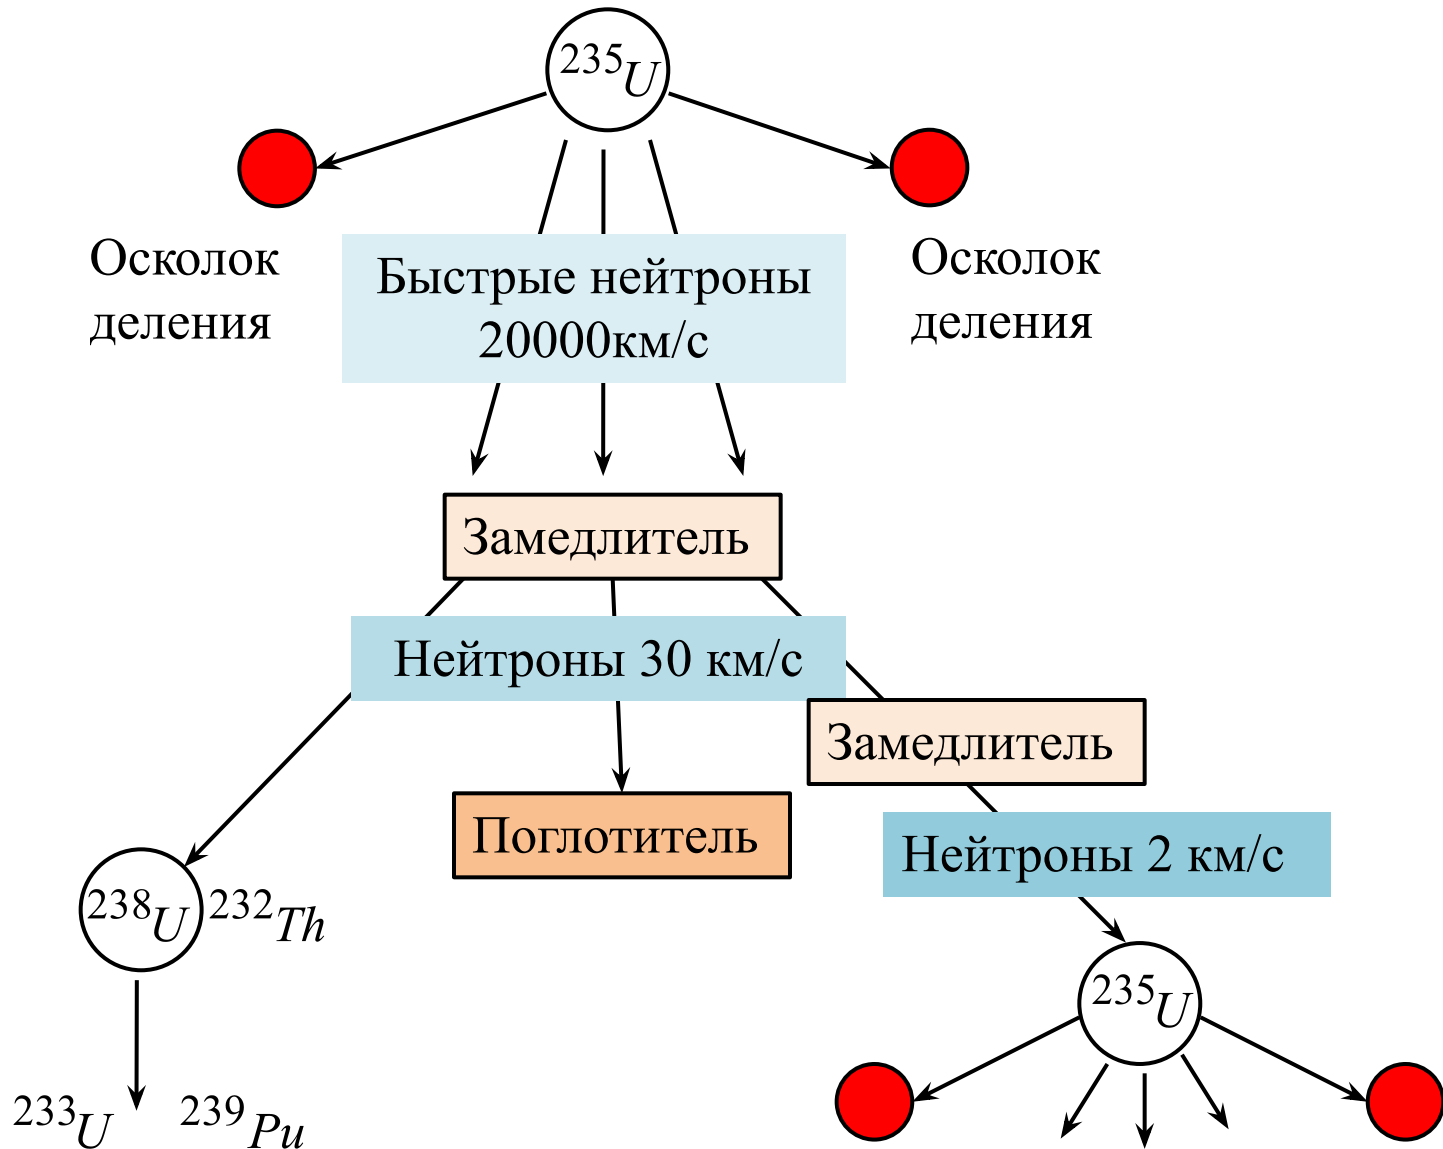 ²³⁵U
Осколок
деления
Быстрые нейтроны
20000км/с
Осколок
деления
Замедлитель
Нейтроны 30 км/с
Замедлитель
Поглотитель
Нейтроны 2 км/с
²³⁸U ²³²Th
²³⁵U
²³³U ²³⁹Pu